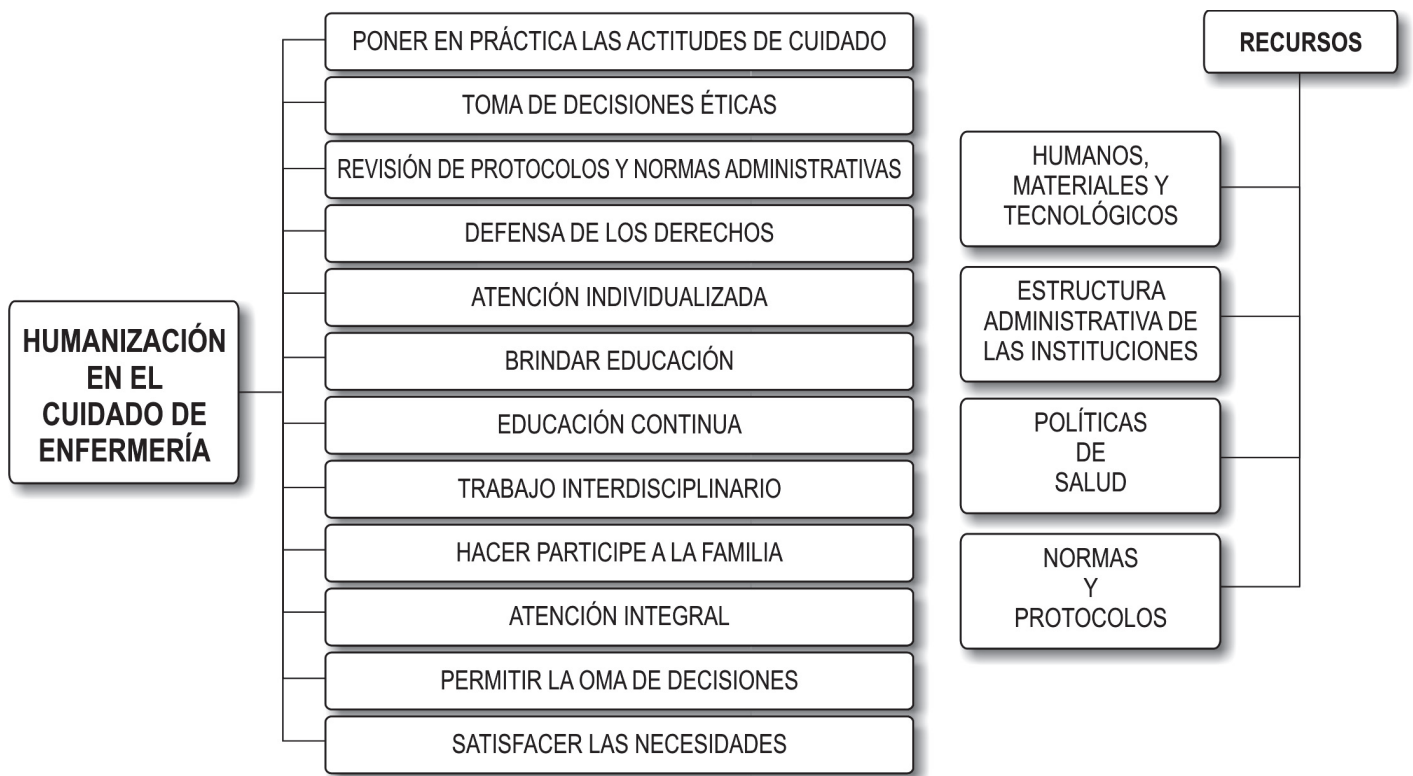 HUMANIZACIÓN
EN EL
CUIDADO DE
ENFERMERÍA
PONER EN PRÁCTICA LAS ACTITUDES DE CUIDADO
TOMA DE DECISIONES ÉTICAS
REVISIÓN DE PROTOCOLOS Y NORMAS ADMINISTRATIVAS
DEFENSA DE LOS DERECHOS
ATENCIÓN INDIVIDUALIZADA
BRINDAR EDUCACIÓN
EDUCACIÓN CONTINUA
TRABAJO INTERDISCIPLINARIO
HACER PARTICIPE A LA FAMILIA
ATENCIÓN INTEGRAL
PERMITIR LA OMA DE DECISIONES
SATISFACER LAS NECESIDADES
RECURSOS
HUMANOS,
MATERIALES Y
TECNOLÓGICOS
ESTRUCTURA
ADMINISTRATIVA DE
LAS INSTITUCIONES
POLÍTICAS
DE
SALUD
NORMAS
Y
PROTOCOLOS